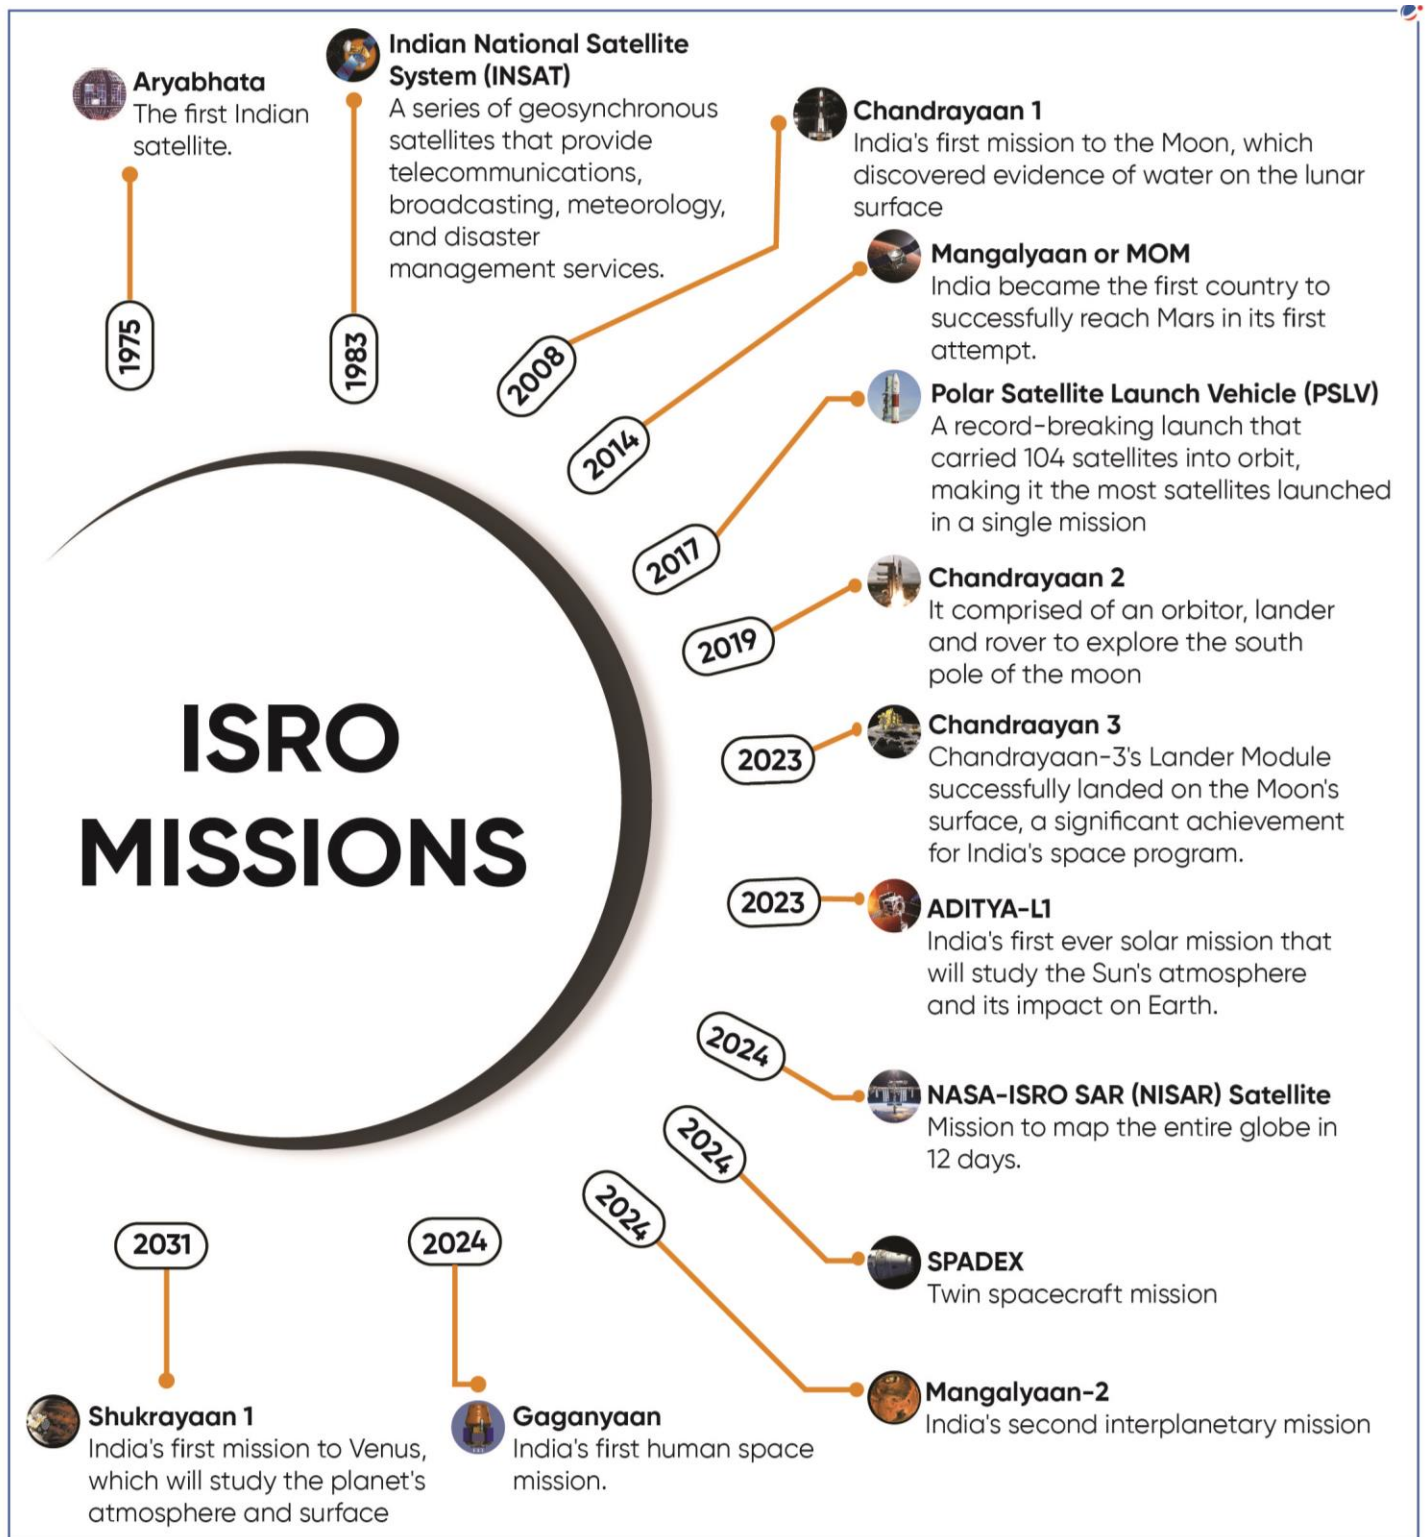 Aryabhata
The first Indian
satellite.
1975
Indian National Satellite
System (INSAT)
A series of geosynchronous
satellites that provide
telecommunications,
broadcasting, meteorology,
and disaster
management services.
1983
Chandrayaan 1
India's first mission to the Moon, which
discovered evidence of water on the lunar
surface
2008
Mangalyaan or MOM
India became the first country to
successfully reach Mars in its first
attempt.
2014
Polar Satellite Launch Vehicle (PSLV)
A record-breaking launch that
carried 104 satellites into orbit,
making it the most satellites launched
in a single mission
2017
Chandrayaan 2
It comprised of an orbitor, lander
and rover to explore the south
pole of the moon
2019
ISRO
MISSIONS
Chandraayan 3
Chandrayaan-3's Lander Module
successfully landed on the Moon's
surface, a significant achievement
for India's space program.
2023
ADITYA-L1
India's first ever solar mission that
will study the Sun's atmosphere
and its impact on Earth.
2023
NASA-ISRO SAR (NISAR) Satellite
Mission to map the entire globe in
12 days.
2024
SPADEX
Twin spacecraft mission
2024
Mangalyaan-2
India's second interplanetary mission
2024
Gaganyaan
India's first human space
mission.
2024
Shukrayaan 1
India's first mission to Venus,
which will study the planet's
atmosphere and surface
2031